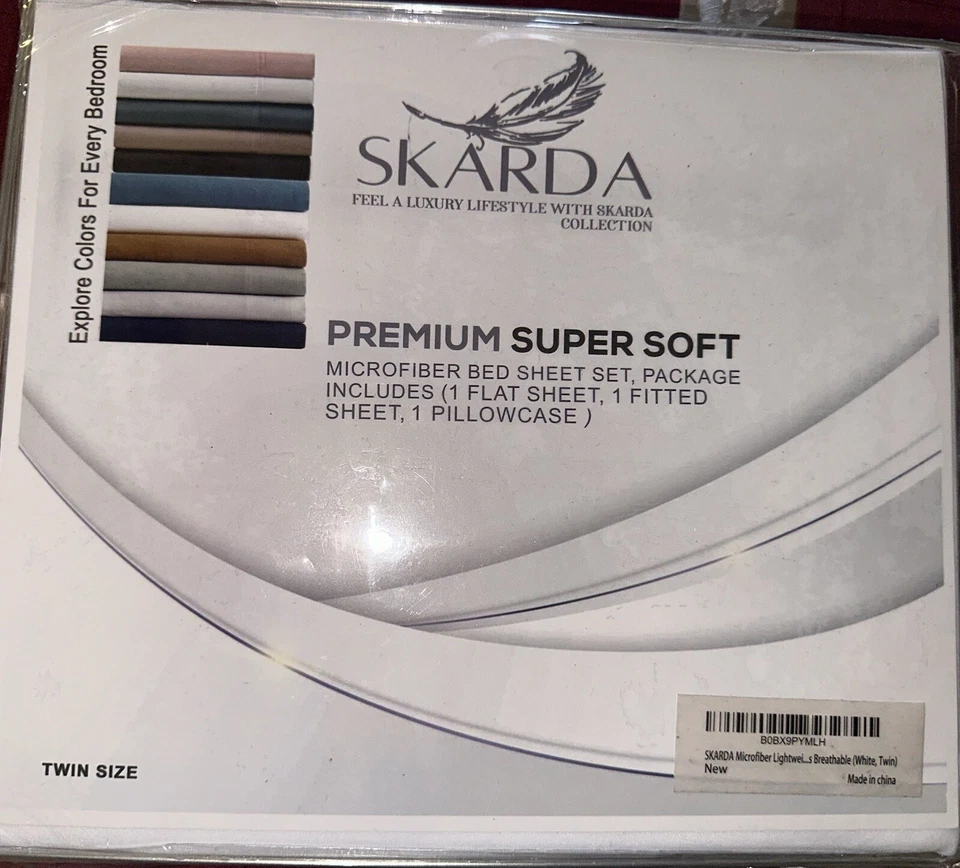 Explore Colors For Every Bedroom
SKARDA
FEEL A LUXURY LIFESTYLE WITH SKARDA
COLLECTION
PREMIUM SUPER SOFT
MICROFIBER BED SHEET SET, PACKAGE
INCLUDES (1 FLAT SHEET, 1 FITTED
SHEET, 1 PILLOWCASE )
TWIN SIZE
B0BX9PYMLH
SKARDA Microfiber Lightwei...s Breathable (White, Twin)
New
Made in china